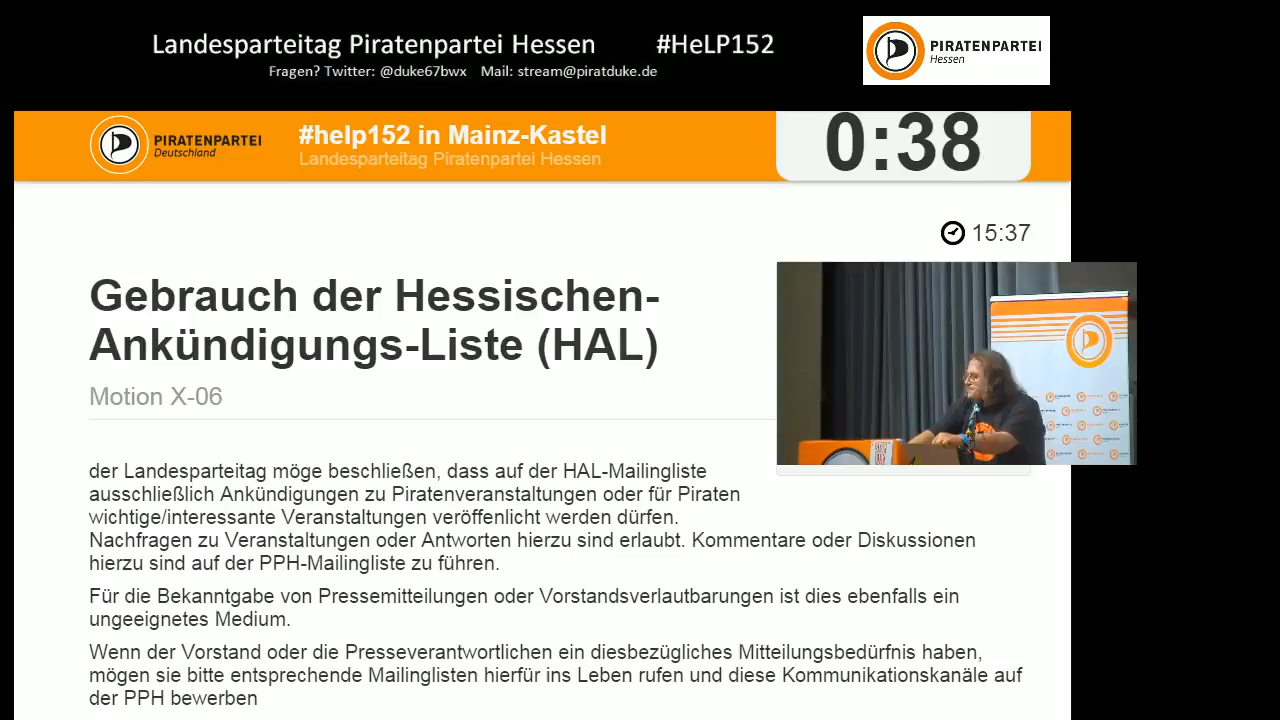 Landesparteitag Piratenpartei Hessen #HeLP152
Fragen? Twitter: @duke67bwx Mail: stream@piratduke.de
PIRATENPARTEI
Hessen
PIRATENPARTEI
Deutschland
#help152 in Mainz-Kastel
Landesparteitag Piratenpartei Hessen
0:38
15:37
Gebrauch der Hessischen-
Ankündigungs-Liste (HAL)
Motion X-06
der Landesparteitag möge beschließen, dass auf der HAL-Mailingliste
ausschließlich Ankündigungen zu Piratenveranstaltungen oder für Piraten
wichtige/interessante Veranstaltungen veröffenlicht werden dürfen.
Nachfragen zu Veranstaltungen oder Antworten hierzu sind erlaubt. Kommentare oder Diskussionen
hierzu sind auf der PPH-Mailingliste zu führen.
Für die Bekanntgabe von Pressemitteilungen oder Vorstandsverlautbarungen ist dies ebenfalls ein
ungeeignetes Medium.
Wenn der Vorstand oder die Presseverantwortlichen ein diesbezügliches Mitteilungsbedürfnis haben,
mögen sie bitte entsprechende Mailinglisten hierfür ins Leben rufen und diese Kommunikationskanäle auf
der PPH bewerben